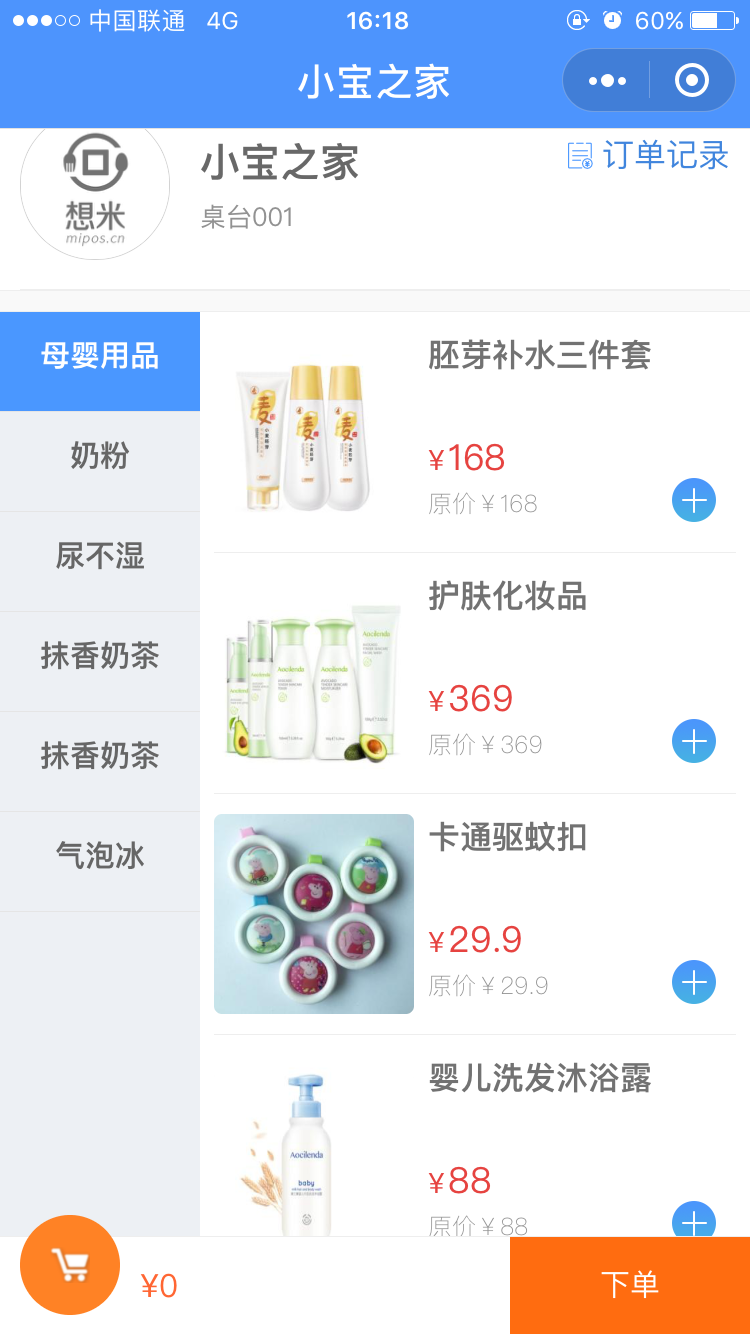 中国联通 4G 16:18 60%
小宝之家
想米
mipos.cn
小宝之家
订单记录
桌台001
母婴用品
奶粉
尿不湿
抹香奶茶
抹香奶茶
气泡冰
胚芽补水三件套
¥168
原价¥168
护肤化妆品
Aocilenda
Aocilenda
Aocilenda
¥369
原价¥369
卡通驱蚊扣
¥29.9
原价¥29.9
婴儿洗发沐浴露
Aocilenda
baby
¥88
原价¥88
¥0
下单